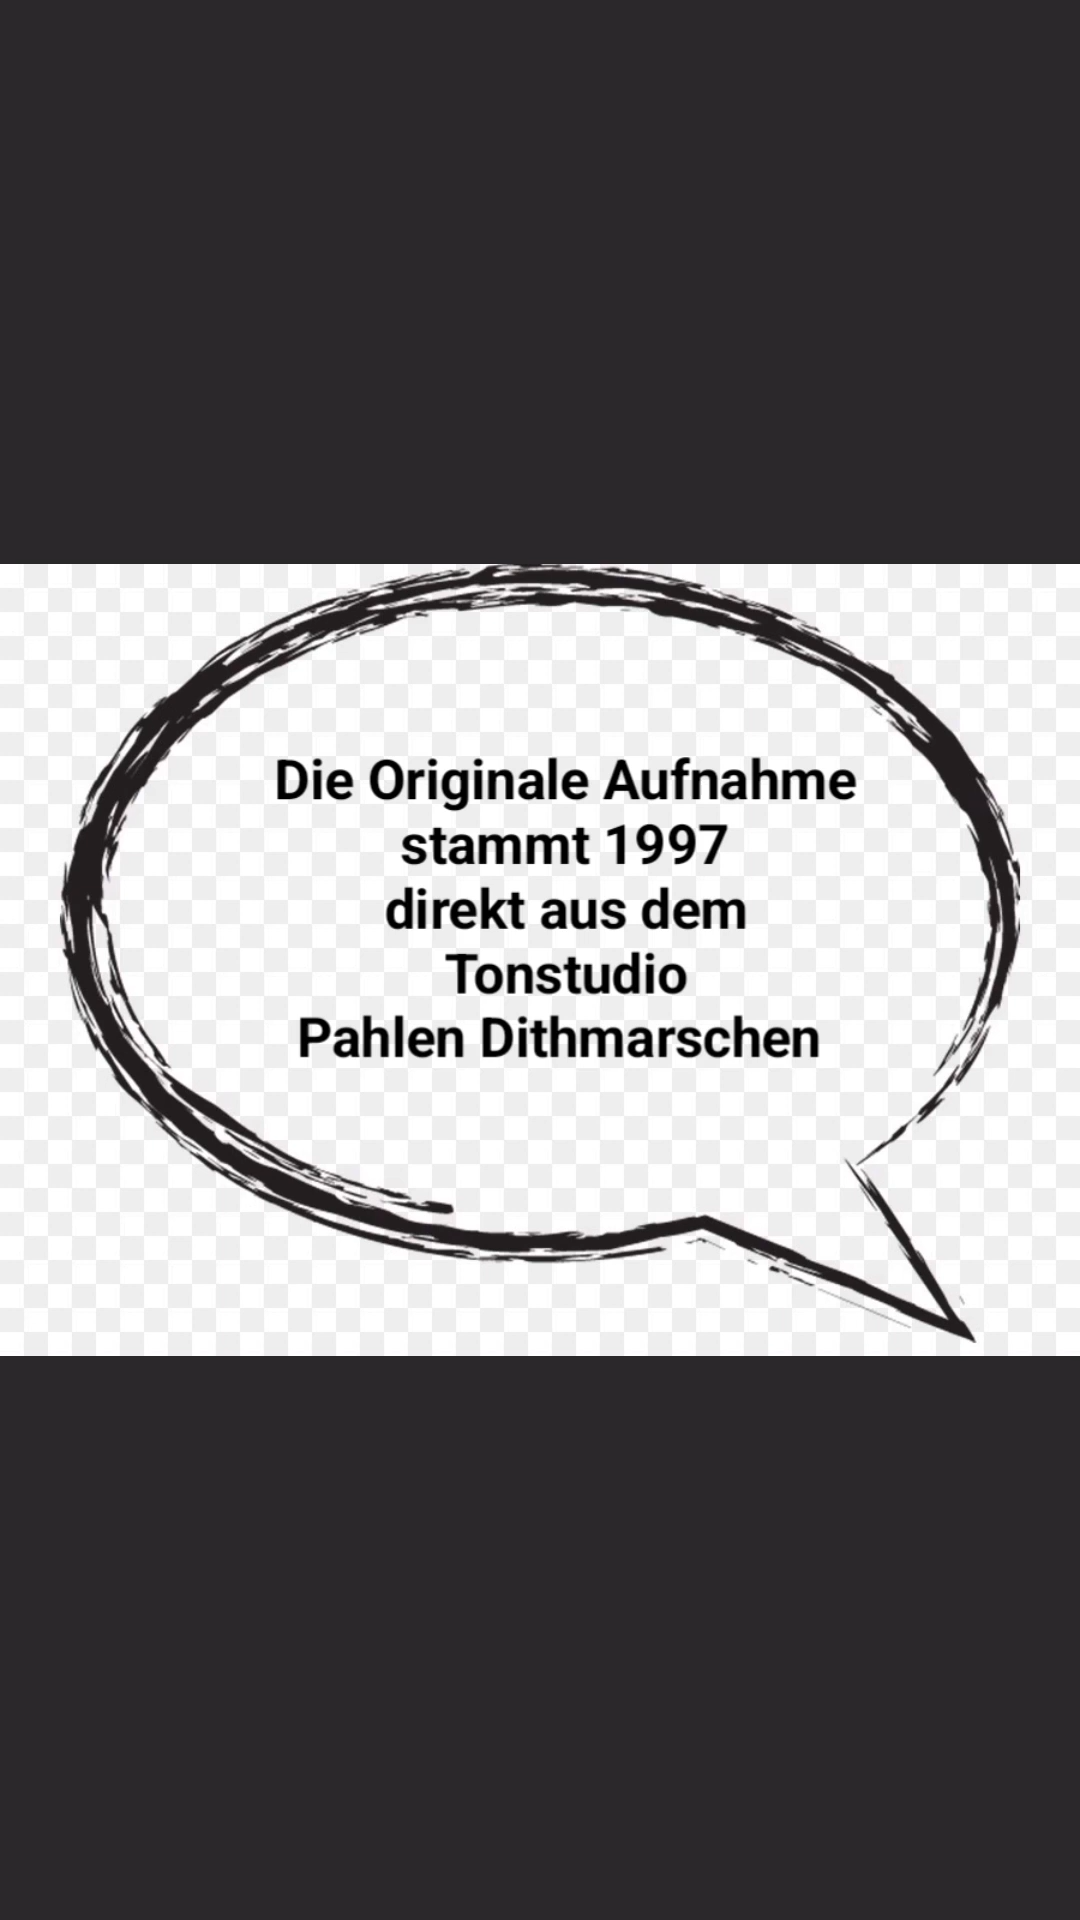 Die Originale Aufnahme
stammt 1997
direkt aus dem
Tonstudio
Pahlen Dithmarschen